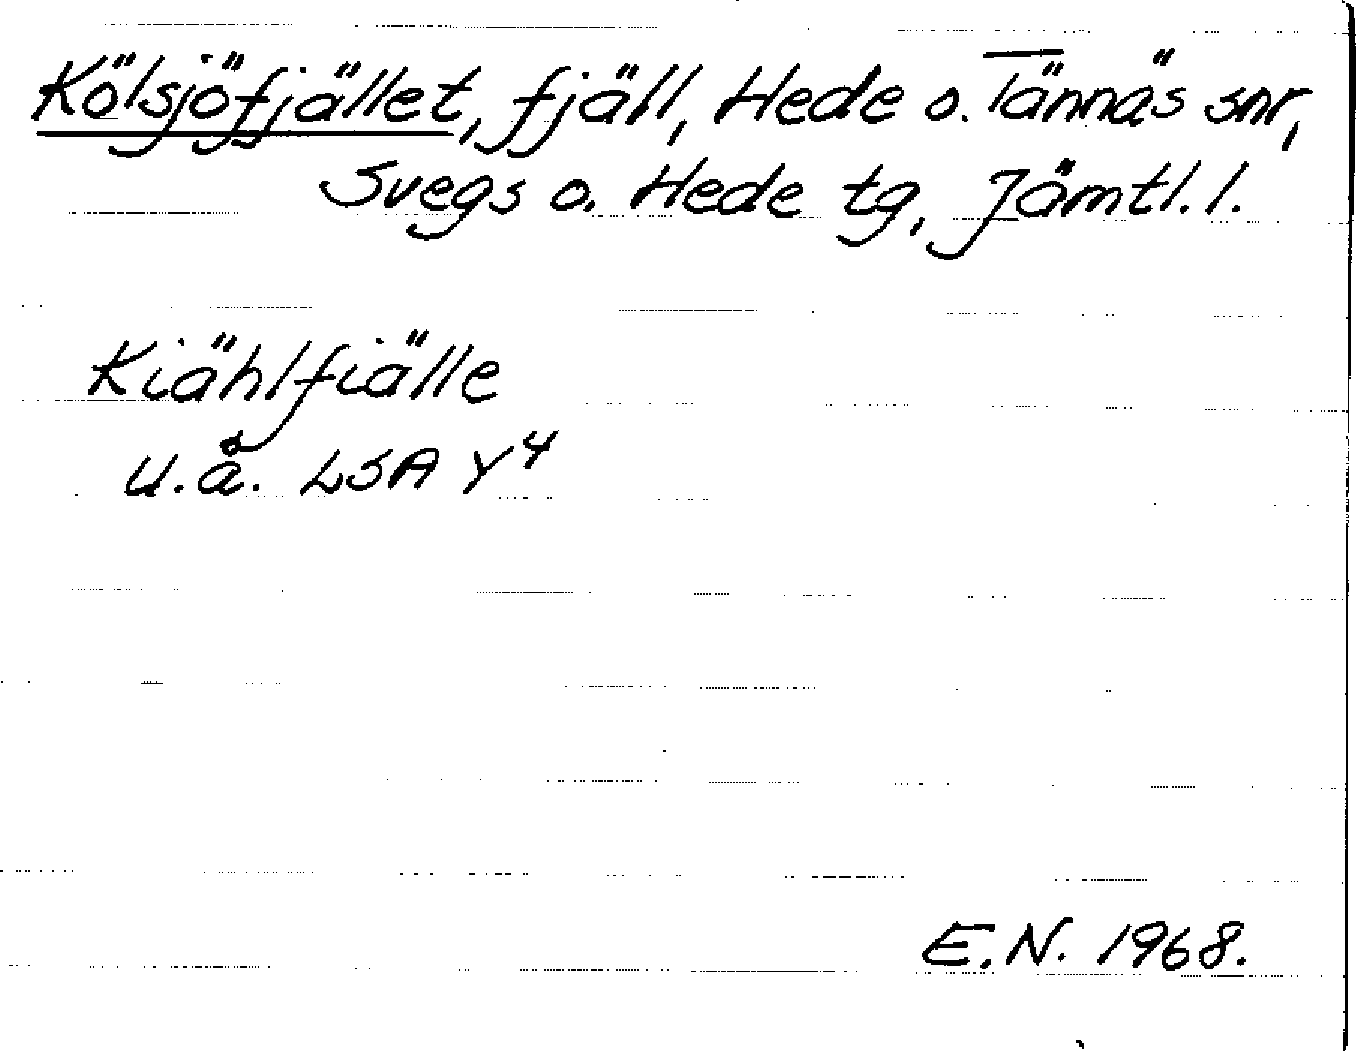 Kölsjöfjället, fjäll, Hede o. Tännäs snr,
Svegs o. Hede tg, Jämtl. l.
Kiählfiälle
u.å. LSA Y4
E.N. 1968.